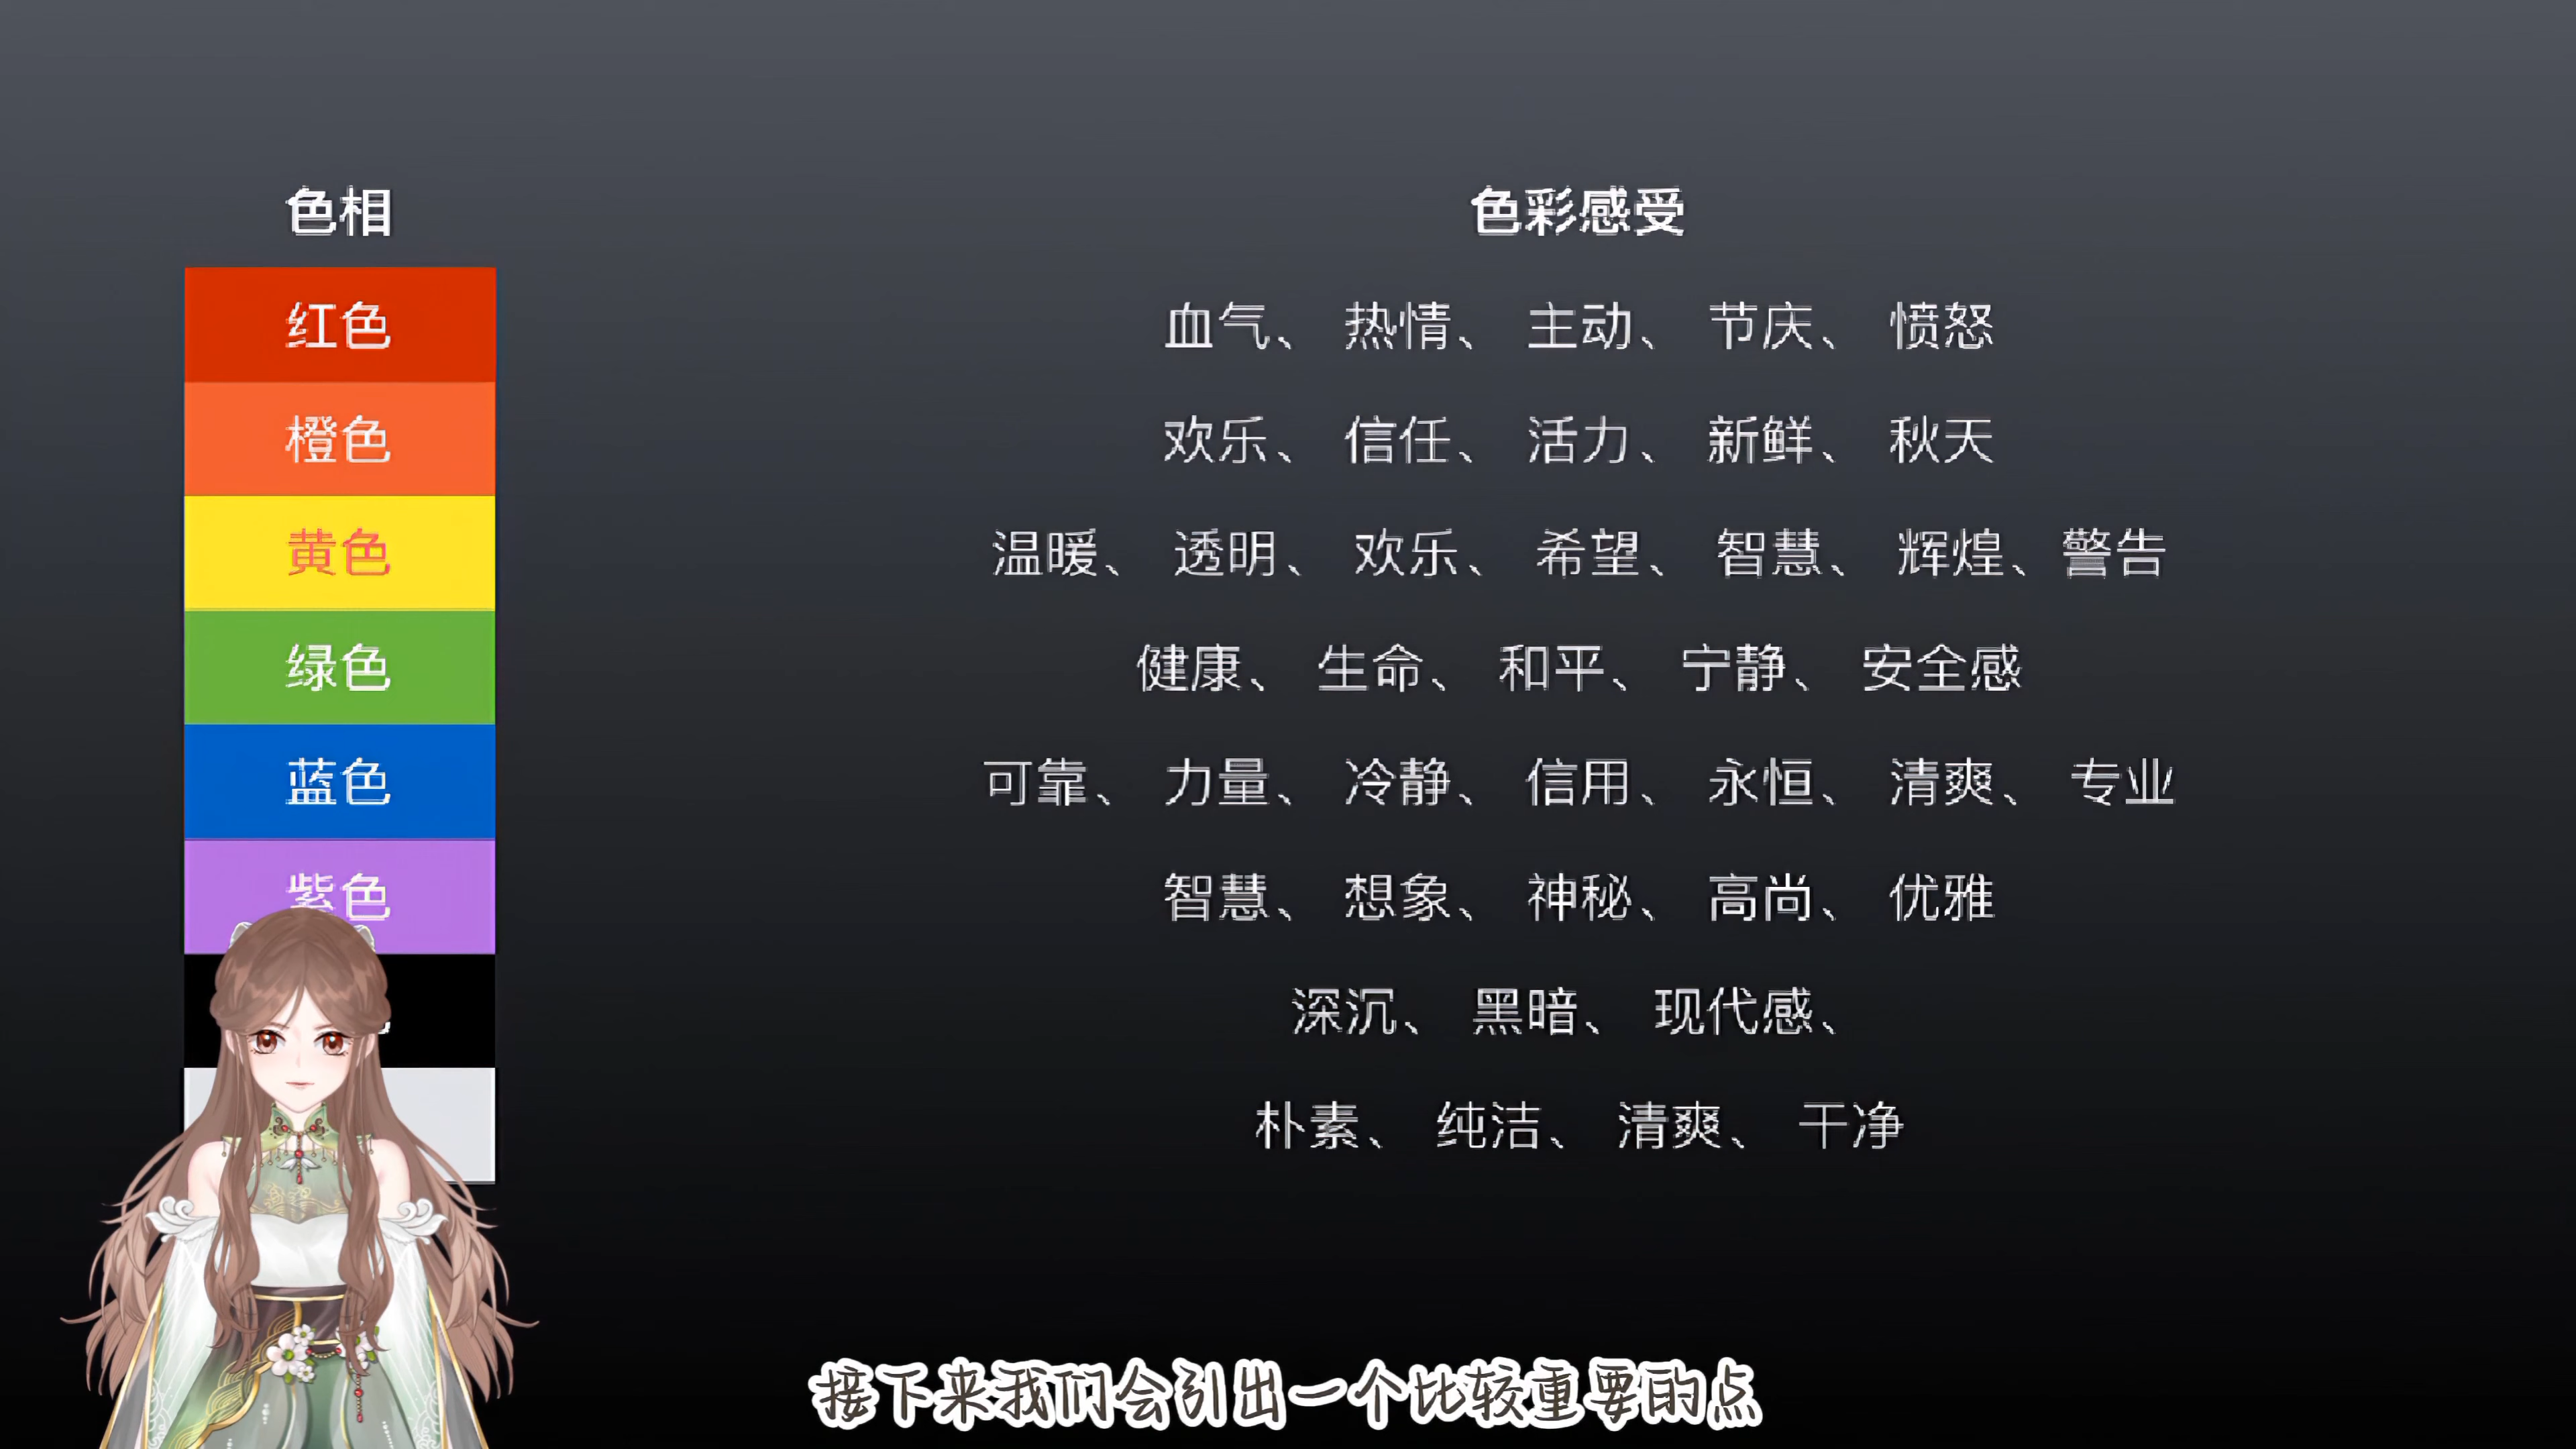 色相 色彩感受
红色 血气、 热情、 主动、 节庆、 愤怒
橙色 欢乐、 信任、 活力、 新鲜、 秋天
黄色 温暖、 透明、 欢乐、 希望、 智慧、 辉煌、警告
绿色 健康、 生命、 和平、 宁静、 安全感
蓝色 可靠、 力量、 冷静、 信用、 永恒、 清爽、 专业
紫色 智慧、 想象、 神秘、 高尚、 优雅
深沉、 黑暗、 现代感、
朴素、 纯洁、 清爽、 干净
接下来我们会引出一个比较重要的点